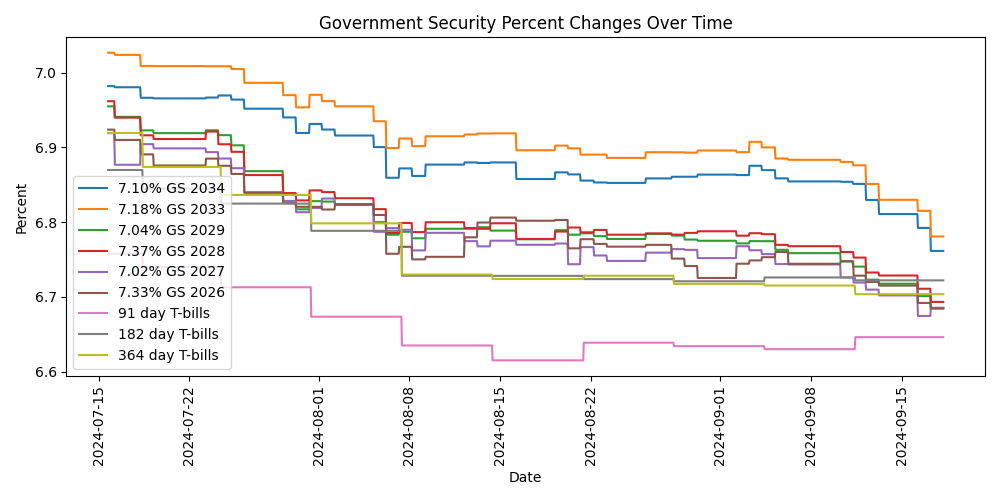 Government Security Percent Changes Over Time
Percent
7.0
6.9
6.8
6.7
6.6
7.10% GS 2034
7.18% GS 2033
7.04% GS 2029
7.37% GS 2028
7.02% GS 2027
7.33% GS 2026
91 day T-bills
182 day T-bills
364 day T-bills
2024-07-15
2024-07-22
2024-08-01
2024-08-08
2024-08-15
2024-08-22
2024-09-01
2024-09-08
2024-09-15
Date